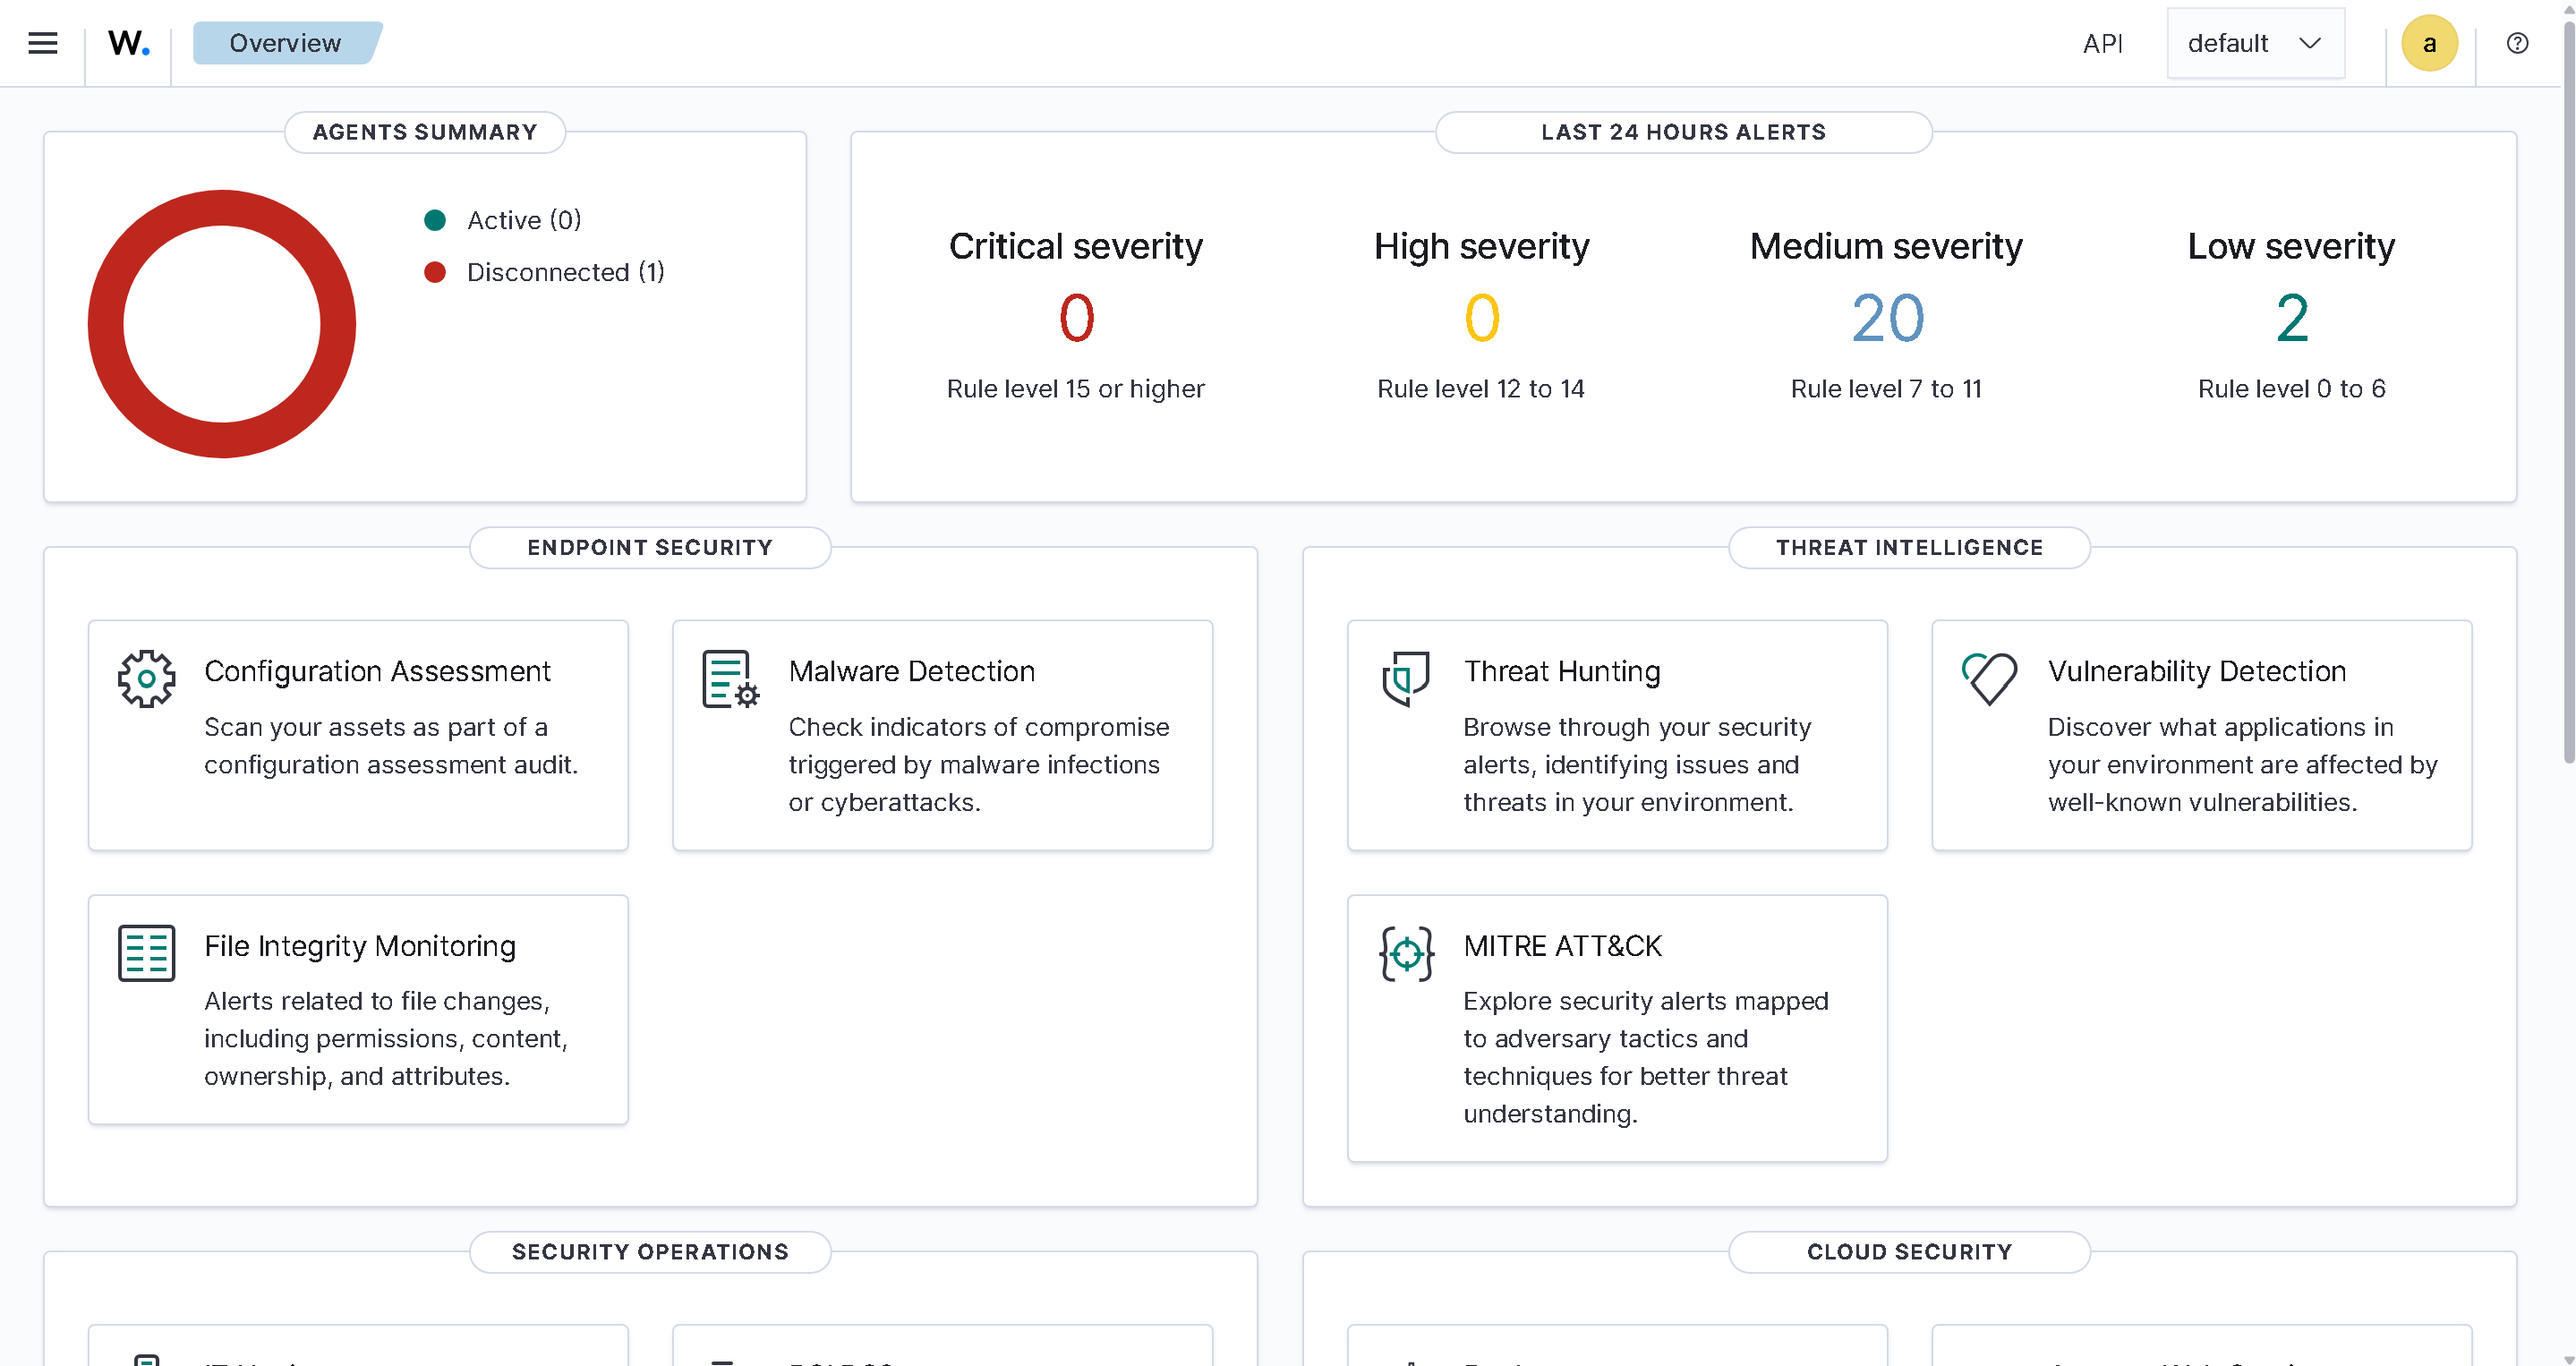 W.
Overview
API
default
a
AGENTS SUMMARY
Active (0)
Disconnected (1)
LAST 24 HOURS ALERTS
Critical severity
0
Rule level 15 or higher
High severity
0
Rule level 12 to 14
Medium severity
20
Rule level 7 to 11
Low severity
2
Rule level 0 to 6
ENDPOINT SECURITY
Configuration Assessment
Scan your assets as part of a
configuration assessment audit.
Malware Detection
Check indicators of compromise
triggered by malware infections
or cyberattacks.
File Integrity Monitoring
Alerts related to file changes,
including permissions, content,
ownership, and attributes.
THREAT INTELLIGENCE
Threat Hunting
Browse through your security
alerts, identifying issues and
threats in your environment.
Vulnerability Detection
Discover what applications in
your environment are affected by
well-known vulnerabilities.
MITRE ATT&CK
Explore security alerts mapped
to adversary tactics and
techniques for better threat
understanding.
SECURITY OPERATIONS
CLOUD SECURITY